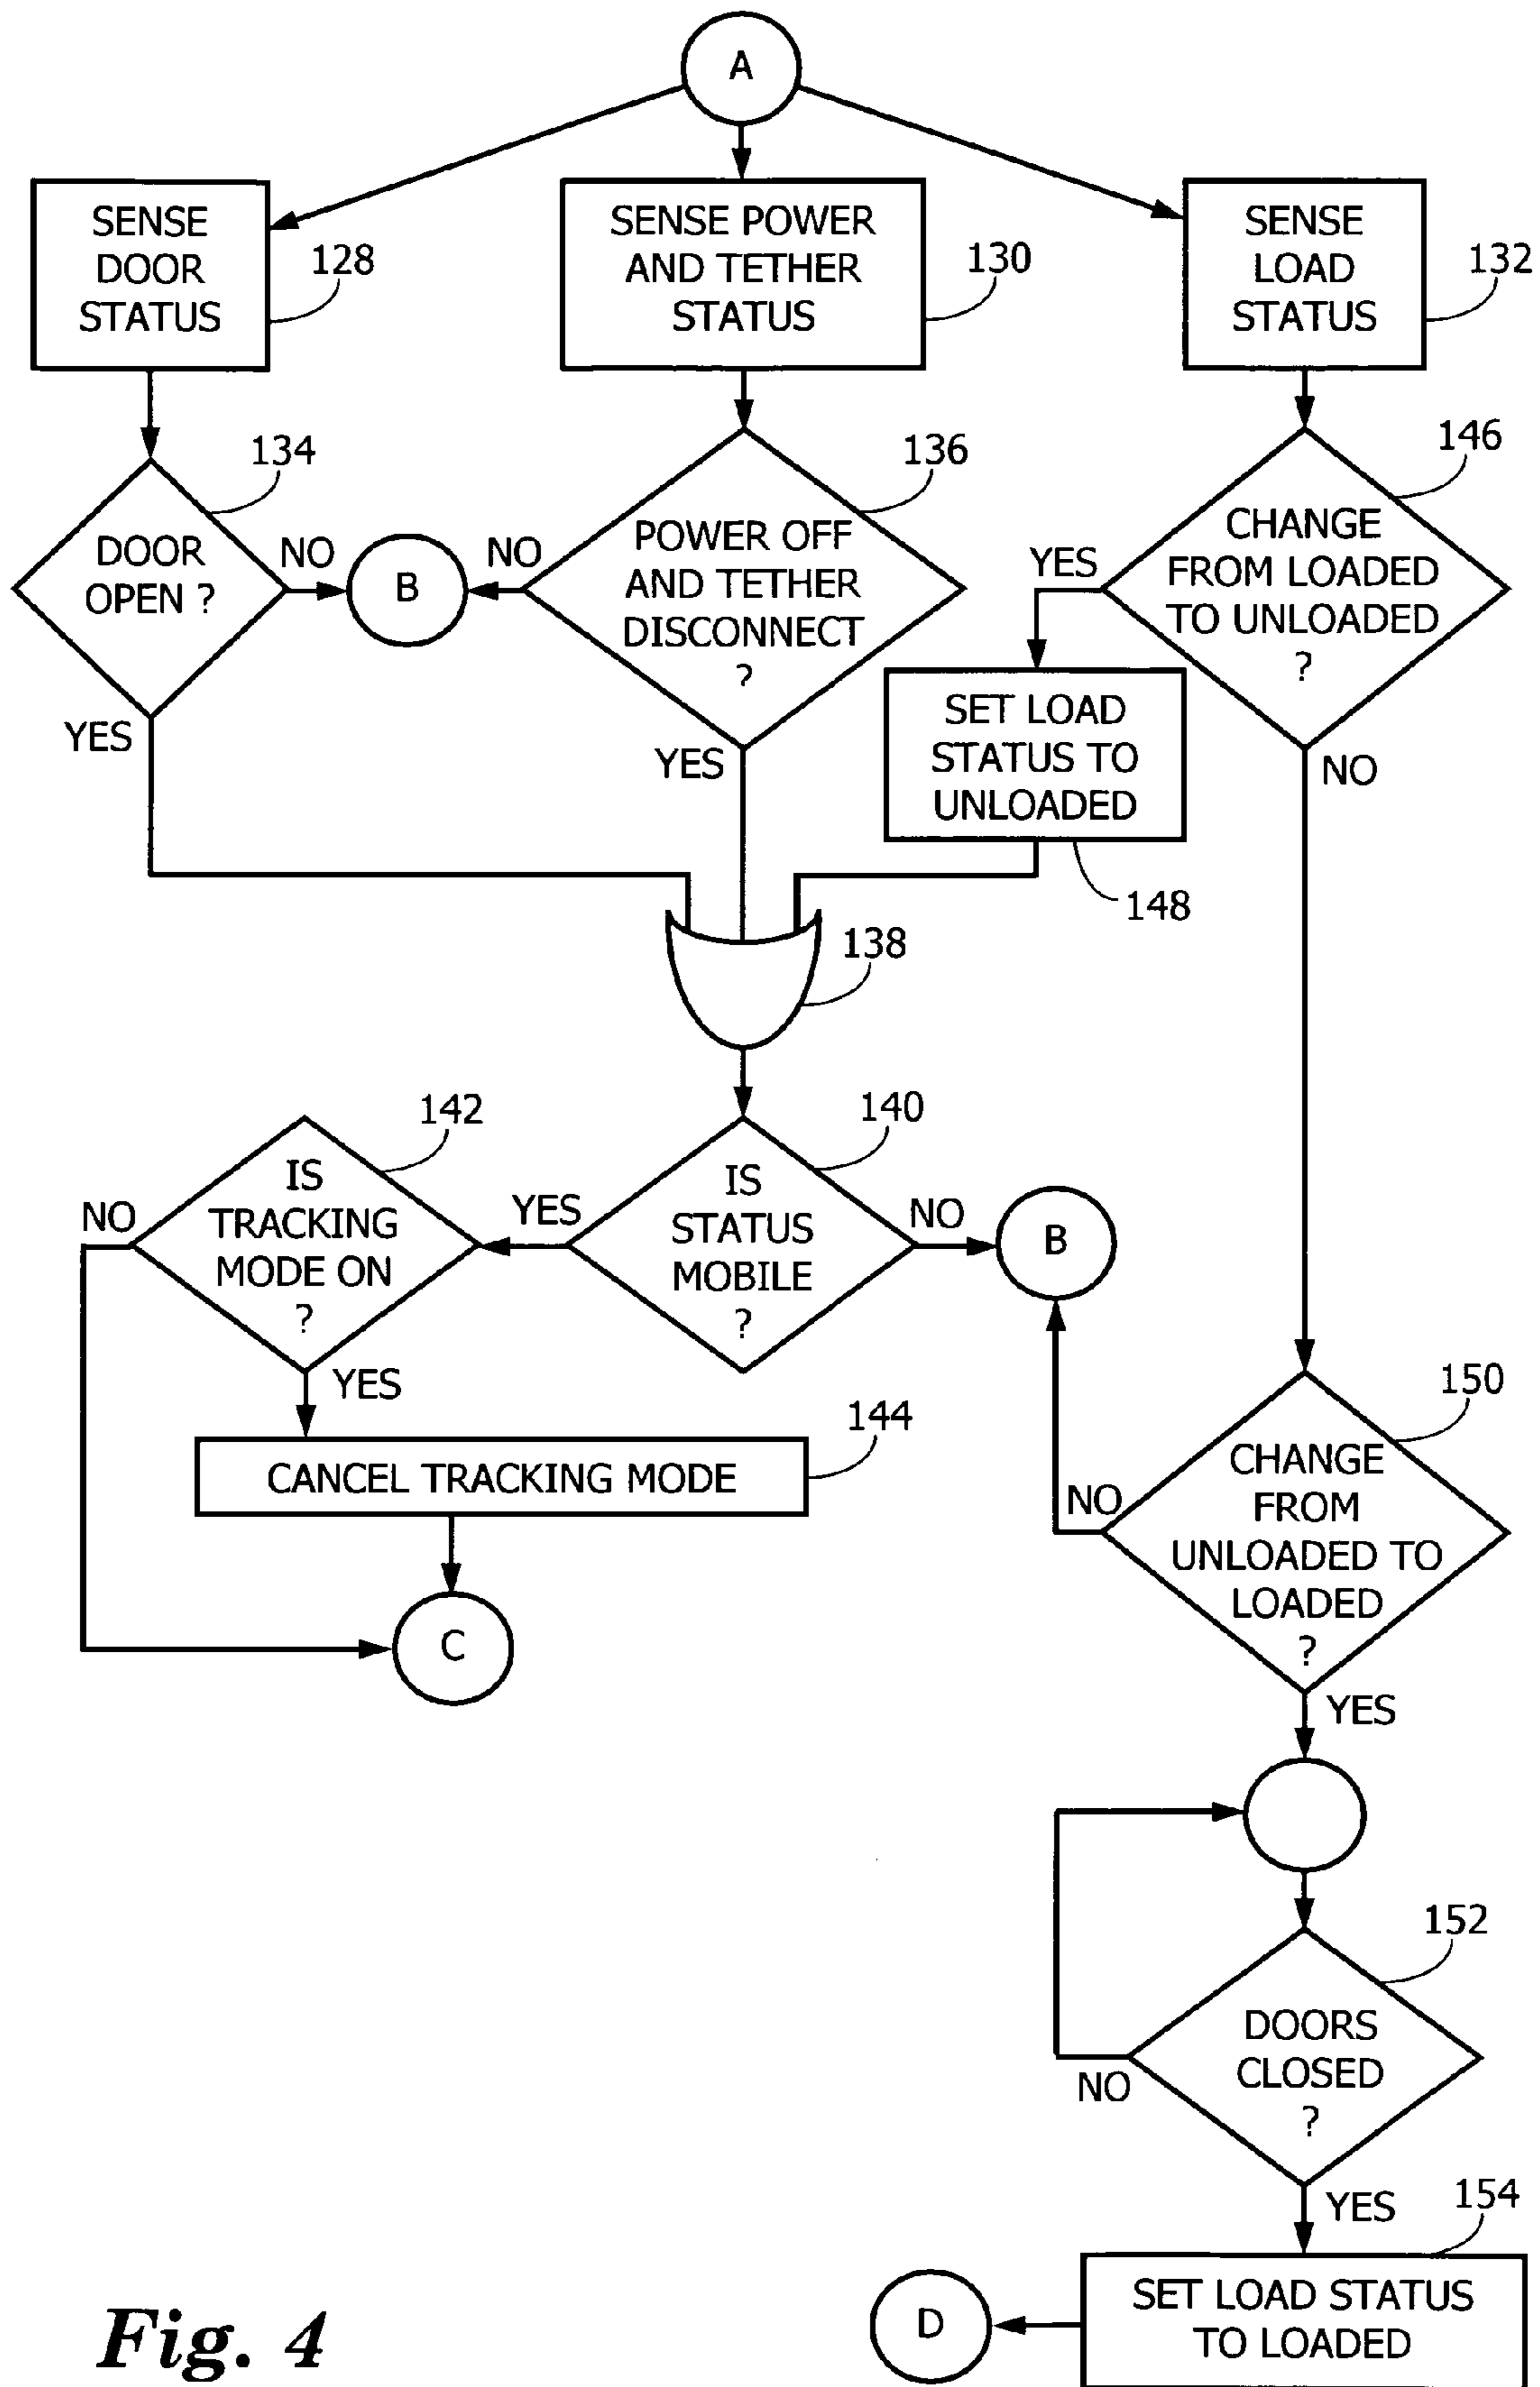 A
SENSE
DOOR
STATUS
128
SENSE POWER
AND TETHER
STATUS
130
SENSE
LOAD
STATUS
132
134
DOOR
OPEN ?
NO
YES
B
NO
136
POWER OFF
AND TETHER
DISCONNECT
?
YES
146
CHANGE
FROM LOADED
TO UNLOADED
?
YES
NO
SET LOAD
STATUS TO
UNLOADED
148
138
142
IS
TRACKING
MODE ON
?
NO
YES
140
IS
STATUS
MOBILE
?
YES
NO
B
144
CANCEL TRACKING MODE
C
150
CHANGE
FROM
UNLOADED TO
LOADED
?
NO
YES
152
DOORS
CLOSED
?
NO
YES
154
SET LOAD STATUS
TO LOADED
D
Fig. 4